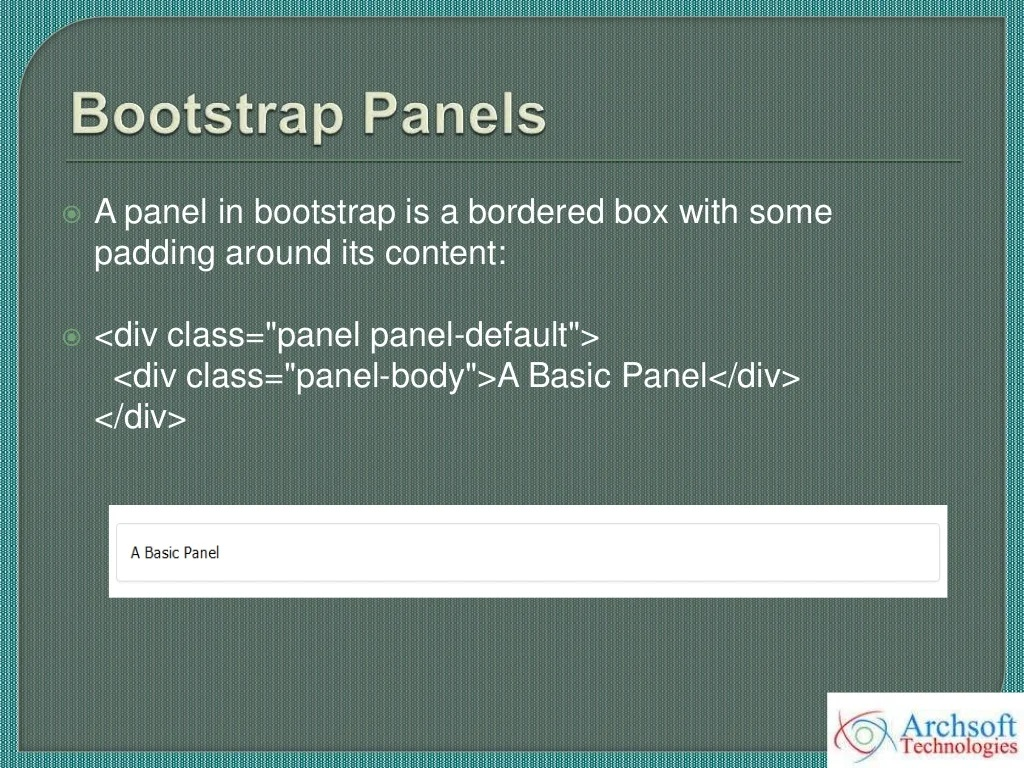 Bootstrap Panels
A panel in bootstrap is a bordered box with some
padding around its content:
<div class="panel panel-default">
<div class="panel-body">A Basic Panel</div>
</div>
A Basic Panel
Archsoft
Technologies